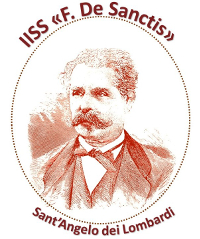 IISS «F. De Sanctis»
Sant'Angelo dei Lombardi